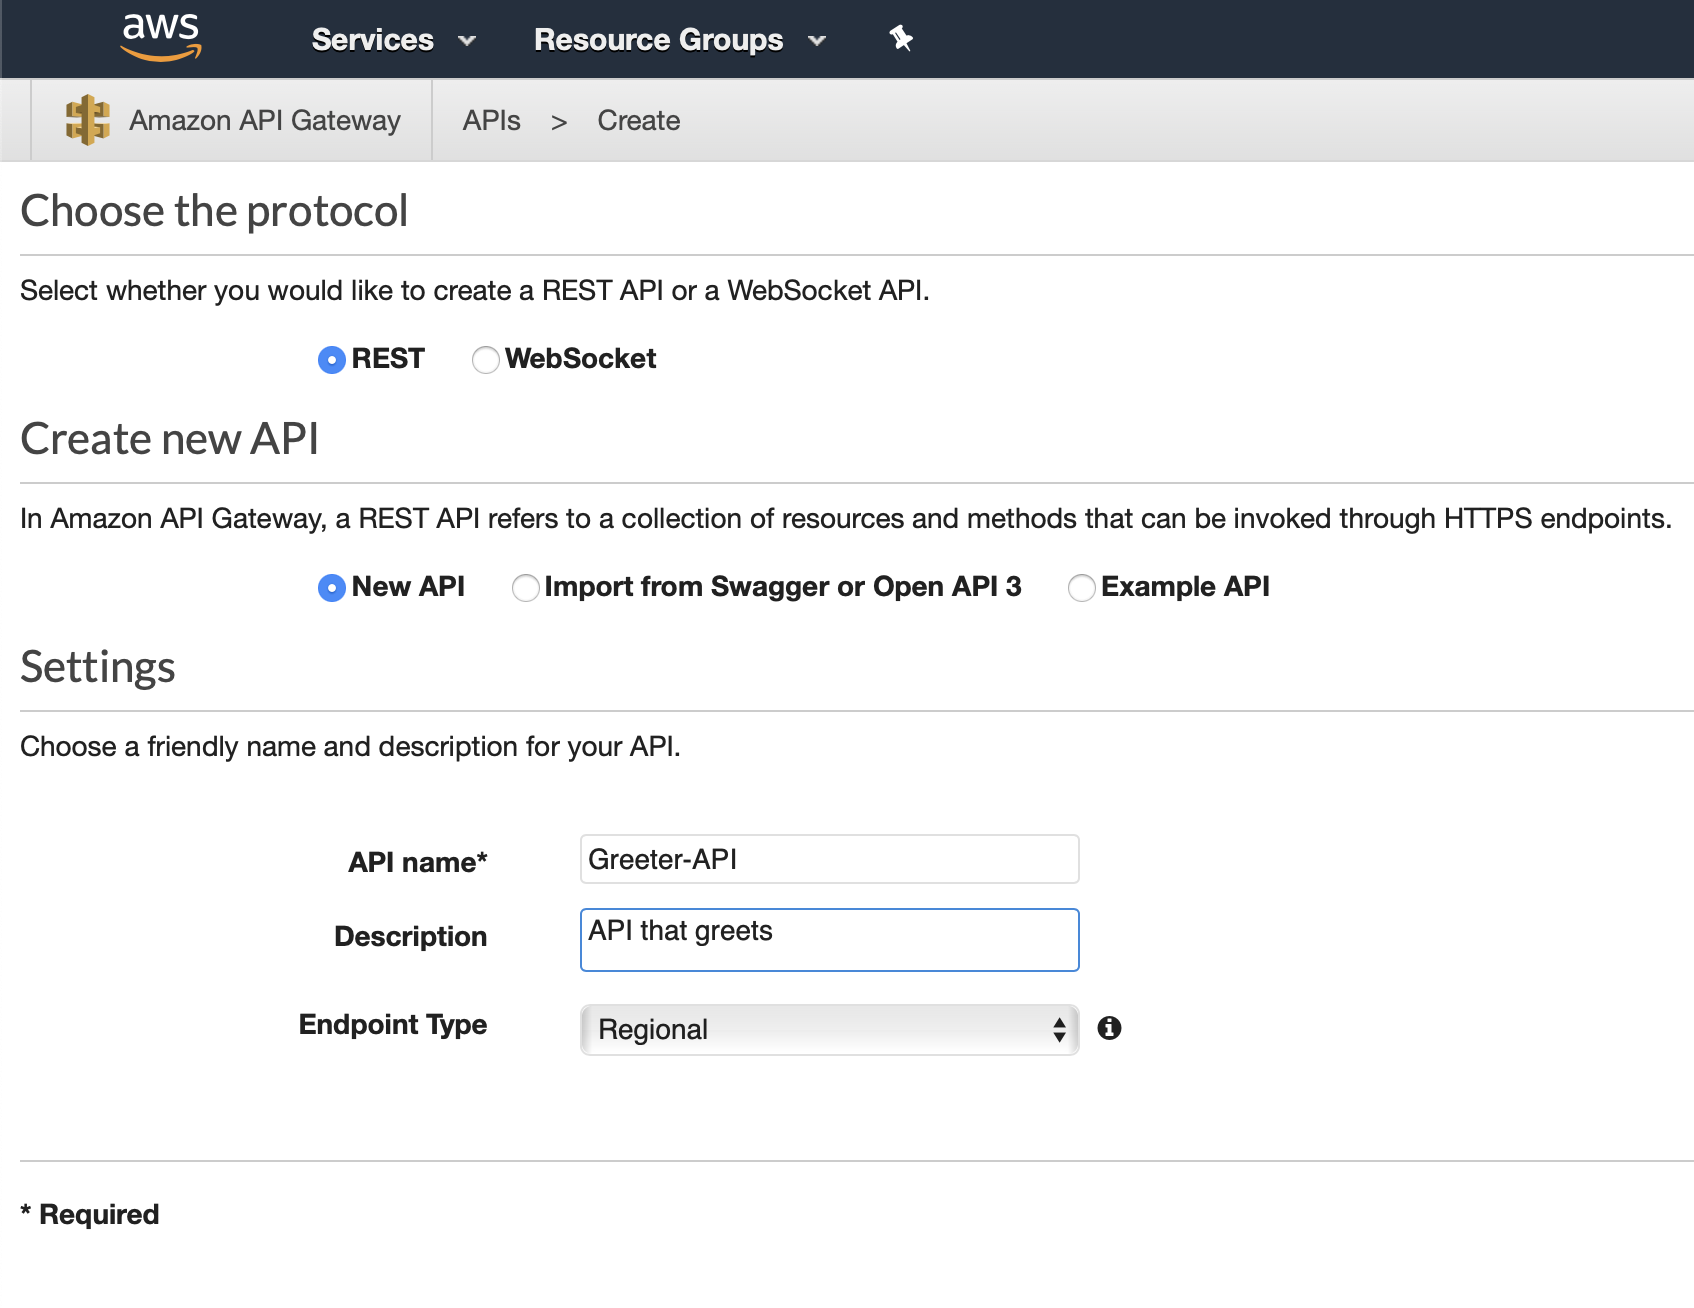 aws Services Resource Groups
Amazon API Gateway APIs > Create
Choose the protocol
Select whether you would like to create a REST API or a WebSocket API.
REST WebSocket
Create new API
In Amazon API Gateway, a REST API refers to a collection of resources and methods that can be invoked through HTTPS endpoints.
New API Import from Swagger or Open API 3 Example API
Settings
Choose a friendly name and description for your API.
API name* Greeter-API
Description API that greets
Endpoint Type Regional
* Required